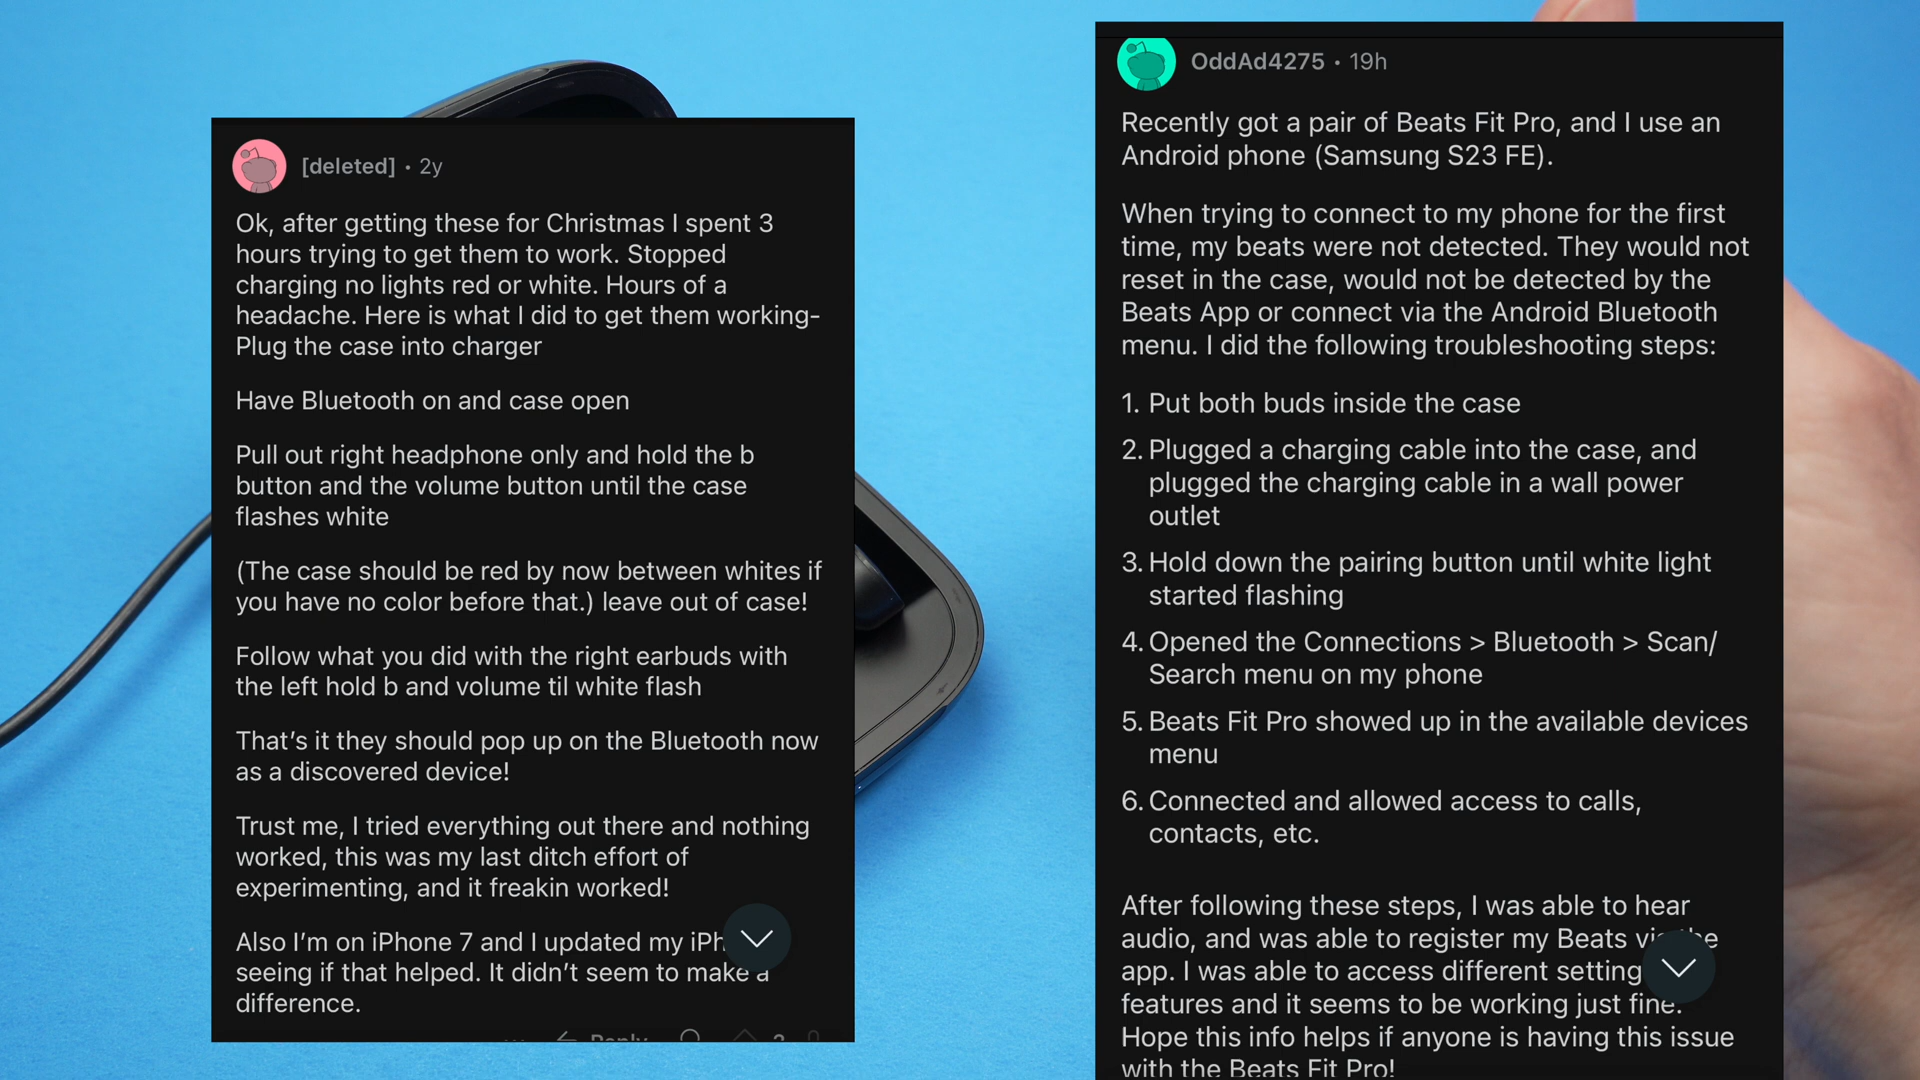 [deleted] • 2y
Ok, after getting these for Christmas I spent 3
hours trying to get them to work. Stopped
charging no lights red or white. Hours of a
headache. Here is what I did to get them working-
Plug the case into charger
Have Bluetooth on and case open
Pull out right headphone only and hold the b
button and the volume button until the case
flashes white
(The case should be red by now between whites if
you have no color before that.) leave out of case!
Follow what you did with the right earbuds with
the left hold b and volume til white flash
That’s it they should pop up on the Bluetooth now
as a discovered device!
Trust me, I tried everything out there and nothing
worked, this was my last ditch effort of
experimenting, and it freakin worked!
Also I’m on iPhone 7 and I updated my
seeing if that helped. It didn’t seem to make a
difference.
Reply
OddAd4275 • 19h
Recently got a pair of Beats Fit Pro, and I use an
Android phone (Samsung S23 FE).
When trying to connect to my phone for the first
time, my beats were not detected. They would not
reset in the case, would not be detected by the
Beats App or connect via the Android Bluetooth
menu. I did the following troubleshooting steps:
1. Put both buds inside the case
2. Plugged a charging cable into the case, and
plugged the charging cable in a wall power
outlet
3. Hold down the pairing button until white light
started flashing
4. Opened the Connections > Bluetooth > Scan/
Search menu on my phone
5. Beats Fit Pro showed up in the available devices
menu
6. Connected and allowed access to calls,
contacts, etc.
After following these steps, I was able to hear
audio, and was able to register my Beats via the
app. I was able to access different setting
features and it seems to be working just fine.
Hope this info helps if anyone is having this issue
with the Beats Fit Pro!